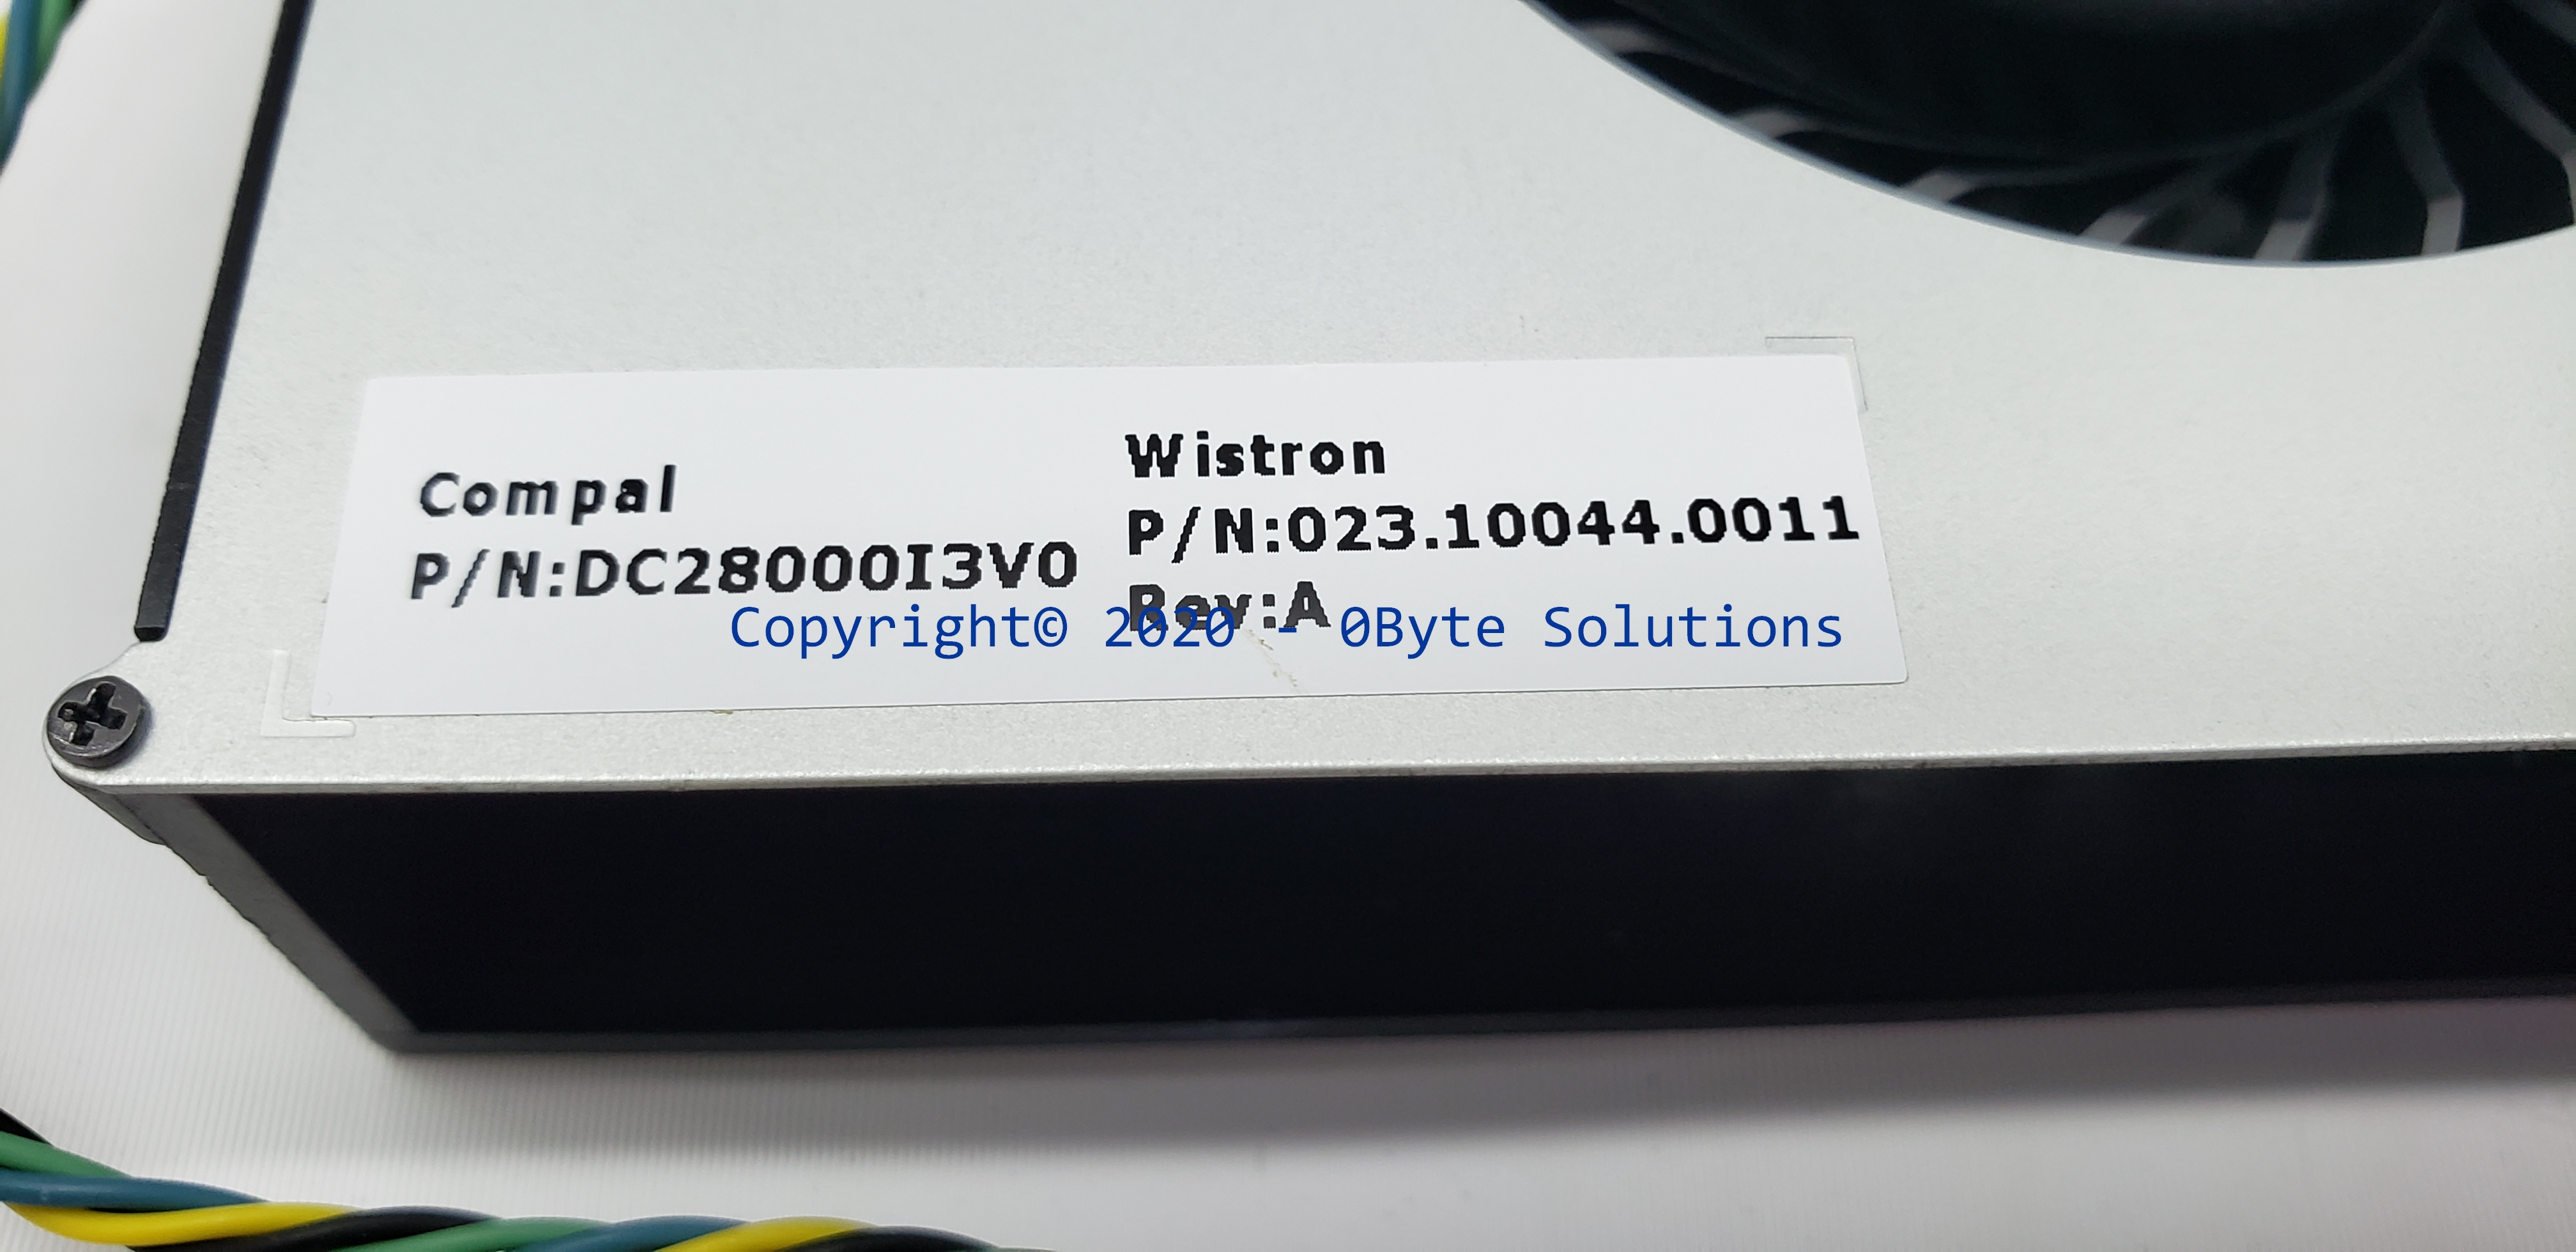 Compal
P/N:DC28000I3V0
Wistron
P/N:023.10044.0011
Rev:A
Copyright© 2020 - 0Byte Solutions